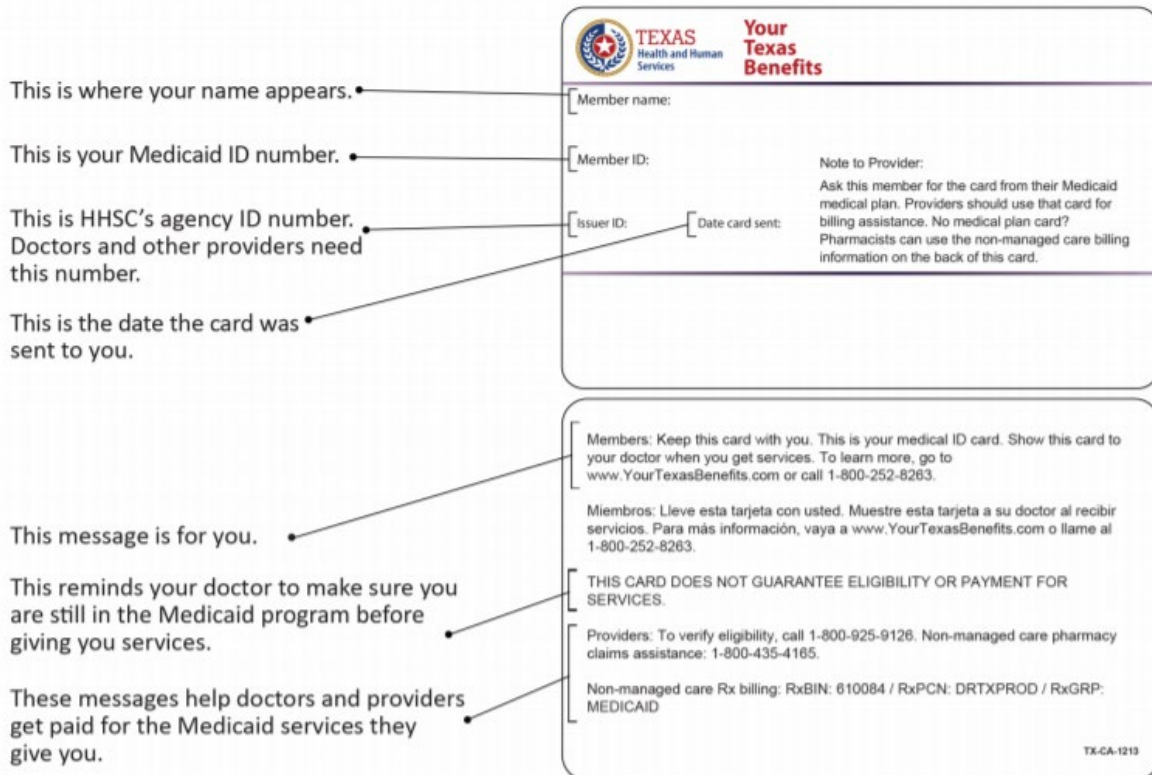 This is where your name appears.
This is your Medicaid ID number.
This is HHSC’s agency ID number.
Doctors and other providers need
this number.
This is the date the card was
sent to you.
TEXAS
Health and Human
Services
Your
Texas
Benefits
Member name:
Member ID:
Issuer ID:
Date card sent:
Note to Provider:
Ask this member for the card from their Medicaid
medical plan. Providers should use that card for
billing assistance. No medical plan card?
Pharmacists can use the non-managed care billing
information on the back of this card.
This message is for you.
This reminds your doctor to make sure you
are still in the Medicaid program before
giving you services.
These messages help doctors and providers
get paid for the Medicaid services they
give you.
Members: Keep this card with you. This is your medical ID card. Show this card to
your doctor when you get services. To learn more, go to
www.YourTexasBenefits.com or call 1-800-252-8263.
Miembros: Lleve esta tarjeta con usted. Muestre esta tarjeta a su doctor al recibir
servicios. Para más información, vaya a www.YourTexasBenefits.com o llame al
1-800-252-8263.
THIS CARD DOES NOT GUARANTEE ELIGIBILITY OR PAYMENT FOR
SERVICES.
Providers: To verify eligibility, call 1-800-925-9126. Non-managed care pharmacy
claims assistance: 1-800-435-4165.
Non-managed care Rx billing: RxBIN: 610084 / RxPCN: DRTXPROD / RxGRP:
MEDICAID
TX-CA-1213